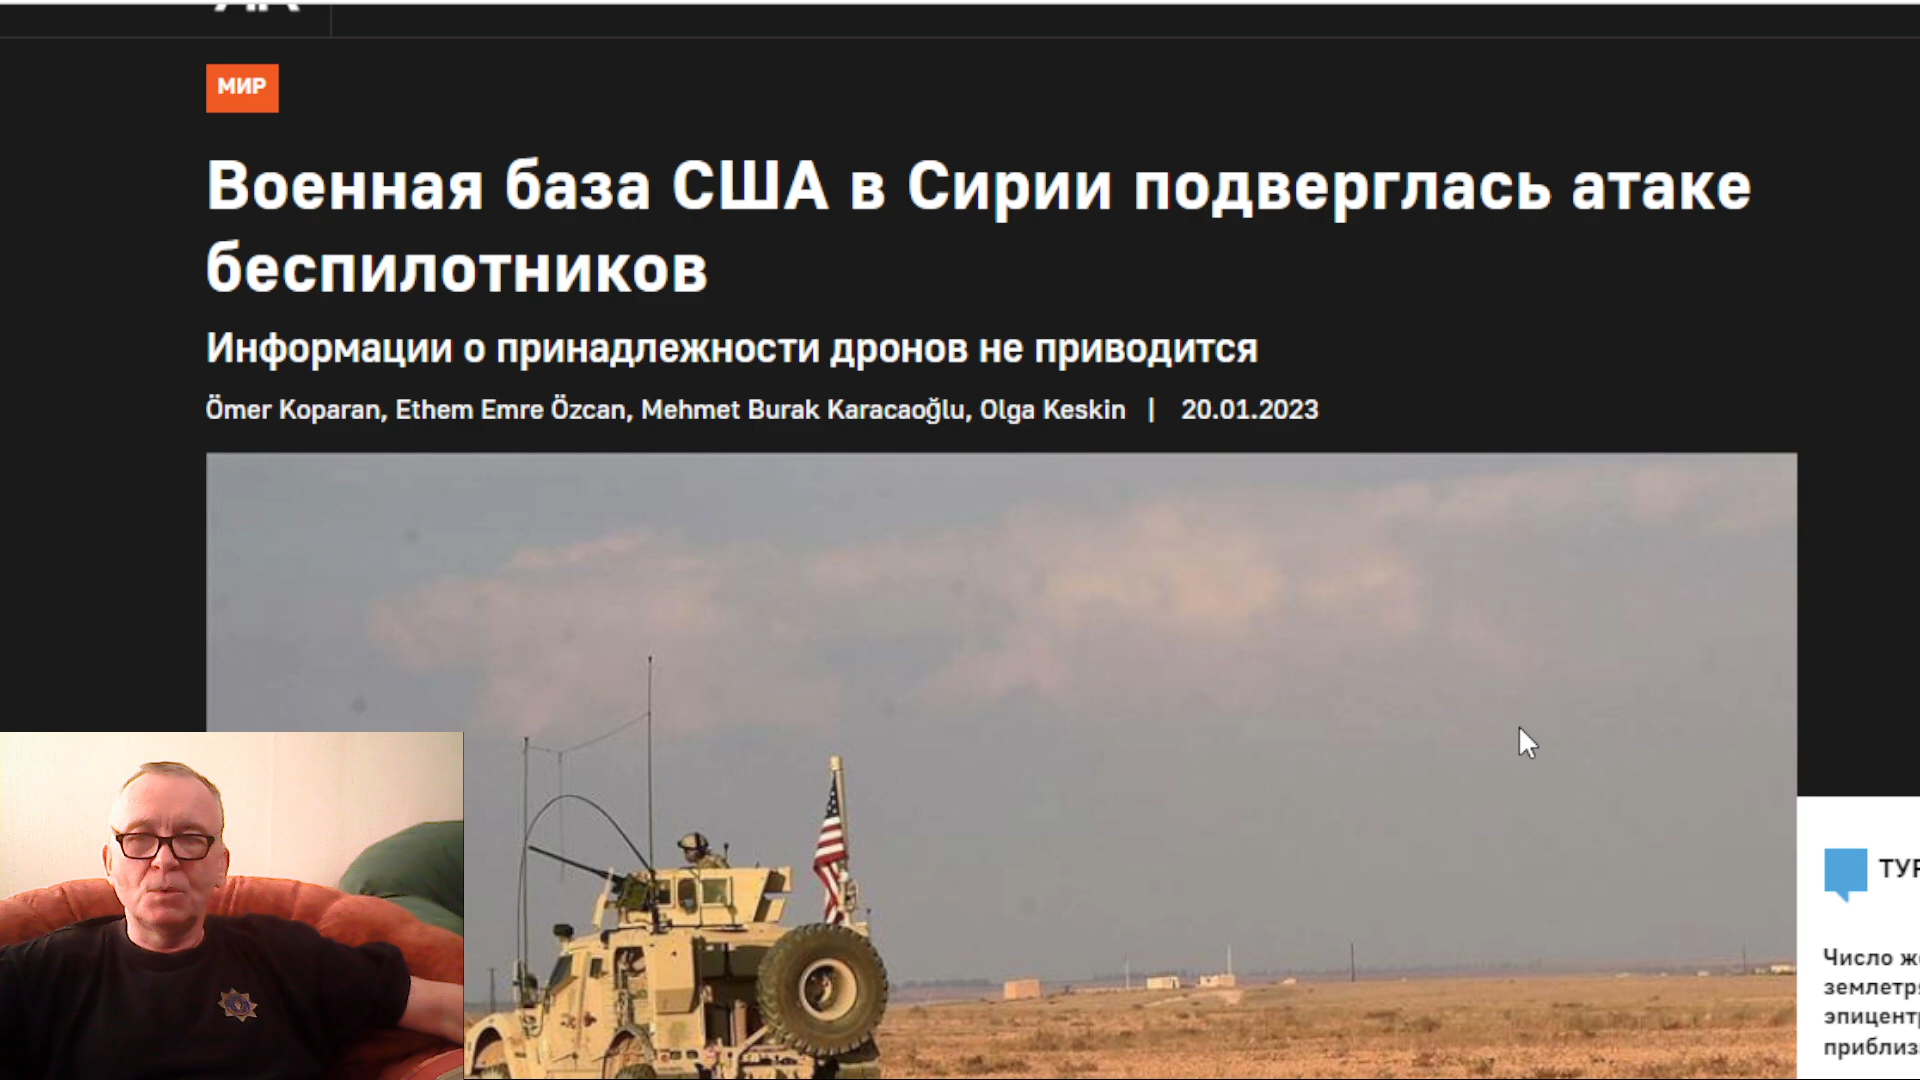 МИР
Военная база США в Сирии подверглась атаке
беспилотников
Информации о принадлежности дронов не приводится
Ömer Koparan, Ethem Emre Özcan, Mehmet Burak Karacaoğlu, Olga Keskin | 20.01.2023
Число